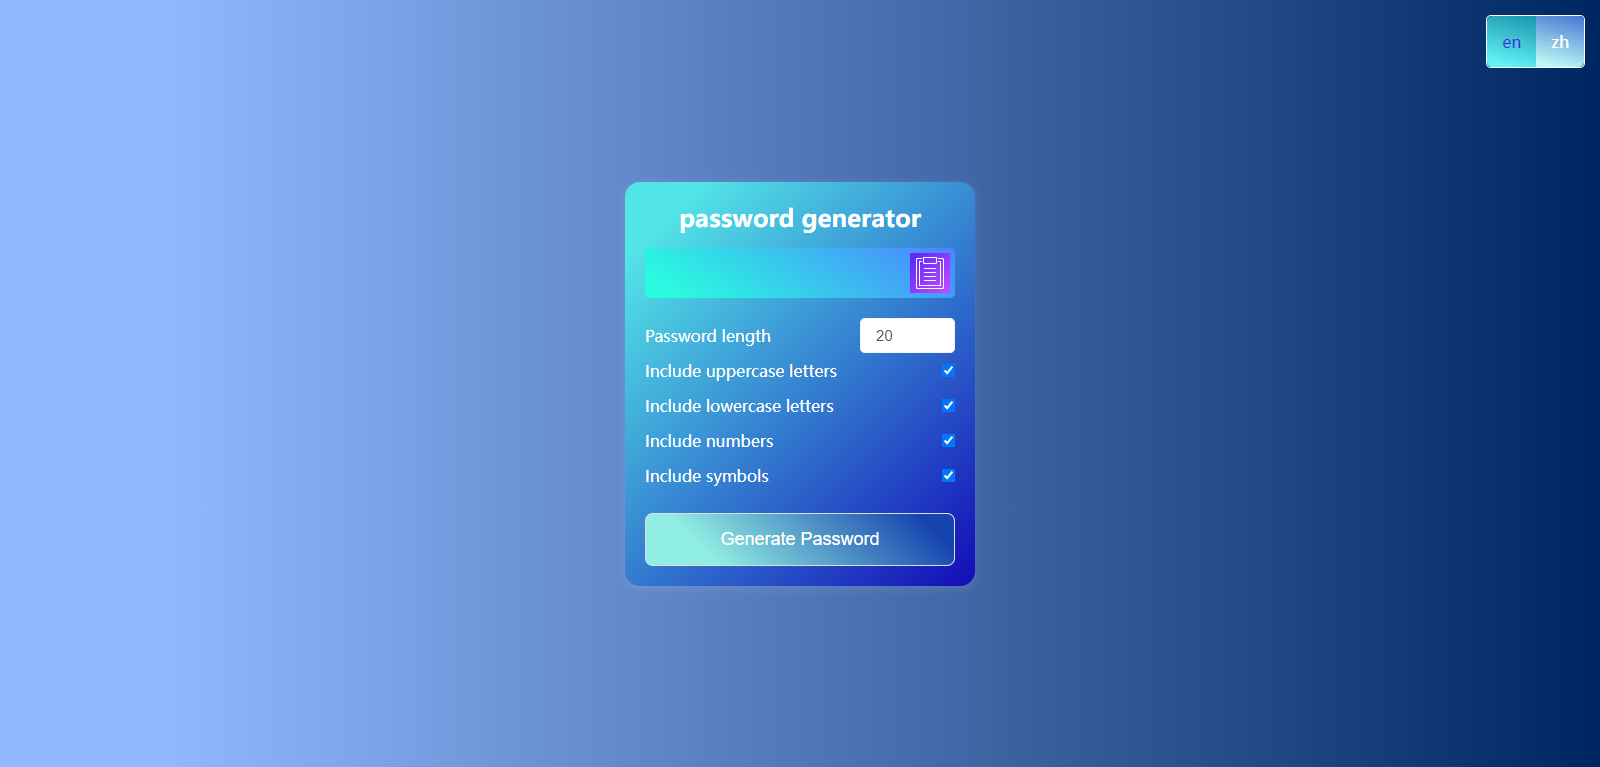 en zh
password generator
Password length 20
Include uppercase letters
Include lowercase letters
Include numbers
Include symbols
Generate Password